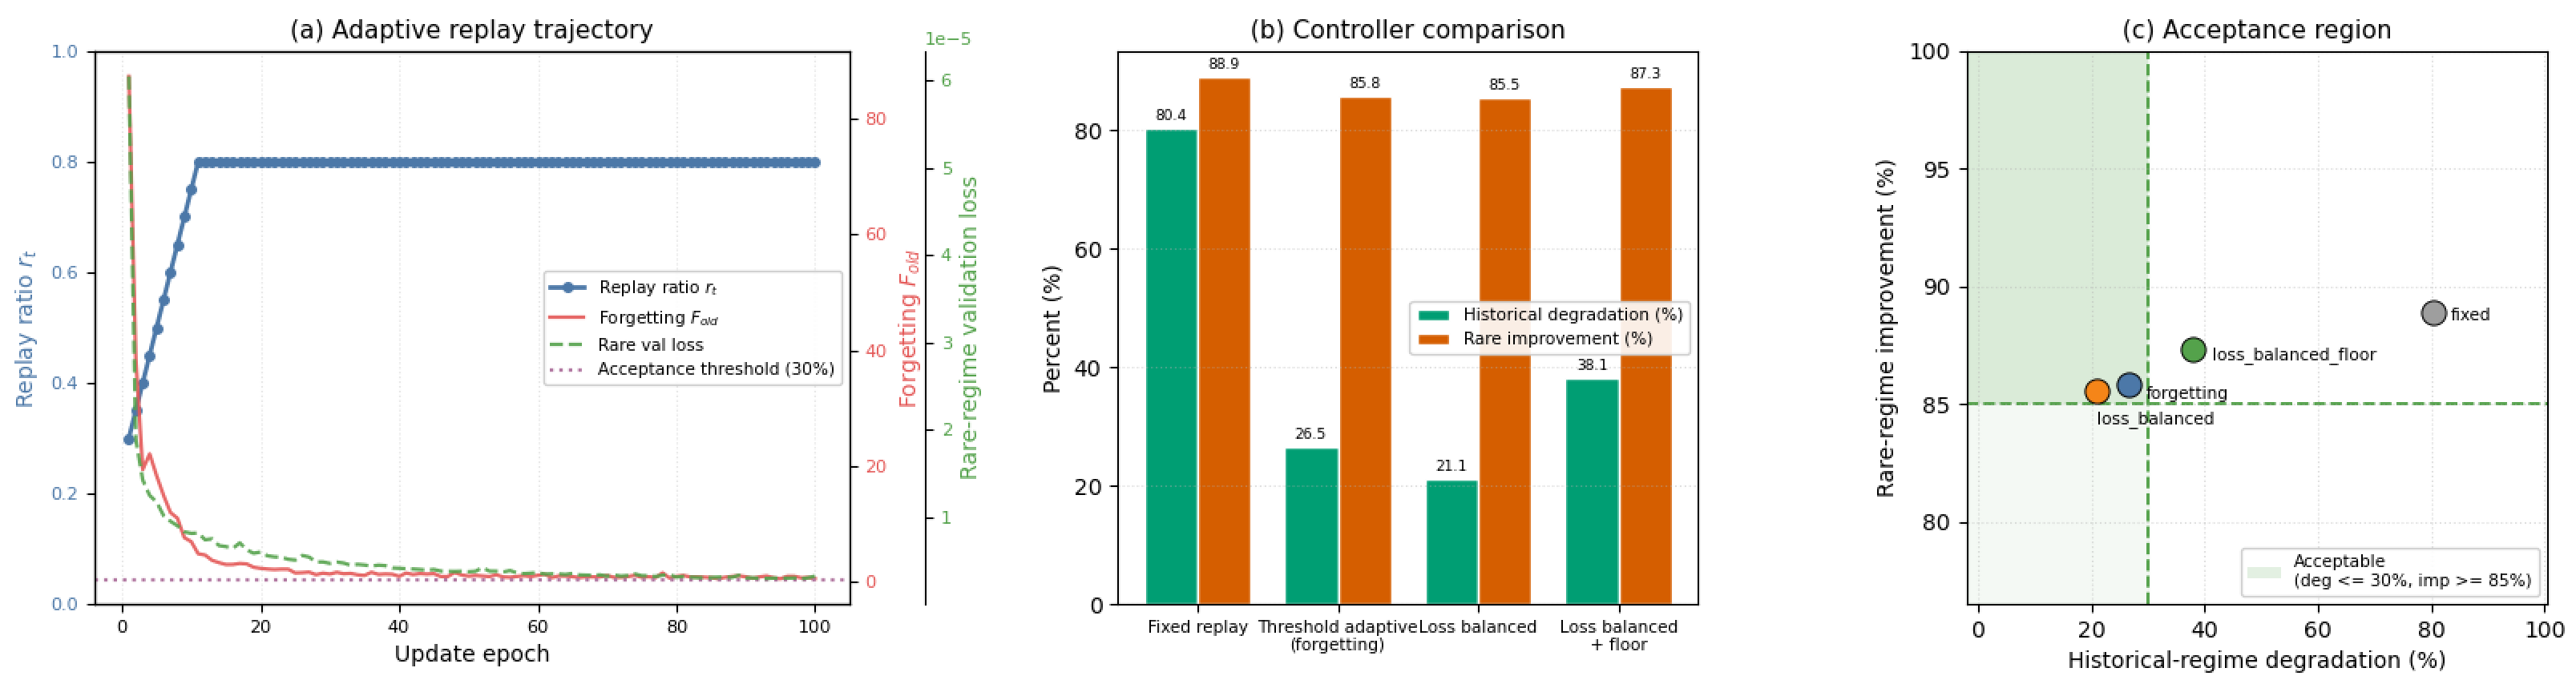 (a) Adaptive replay trajectory
1e−5
1.0
0.8
0.6
0.4
0.2
0.0
Replay ratio r_t
80
60
40
20
0
Forgetting F_old
6
5
4
3
2
1
Rare-regime validation loss
Replay ratio r_t
Forgetting F_old
Rare val loss
Acceptance threshold (30%)
0 20 40 60 80 100
Update epoch
(b) Controller comparison
80
60
40
20
0
Percent (%)
80.4 88.9
26.5 85.8
21.1 85.5
38.1 87.3
Historical degradation (%)
Rare improvement (%)
Fixed replay
Threshold adaptive
(forgetting)
Loss balanced
Loss balanced
+ floor
(c) Acceptance region
100
95
90
85
80
Rare-regime improvement (%)
fixed
loss_balanced_floor
forgetting
loss_balanced
Acceptable
(deg <= 30%, imp >= 85%)
0 20 40 60 80 100
Historical-regime degradation (%)